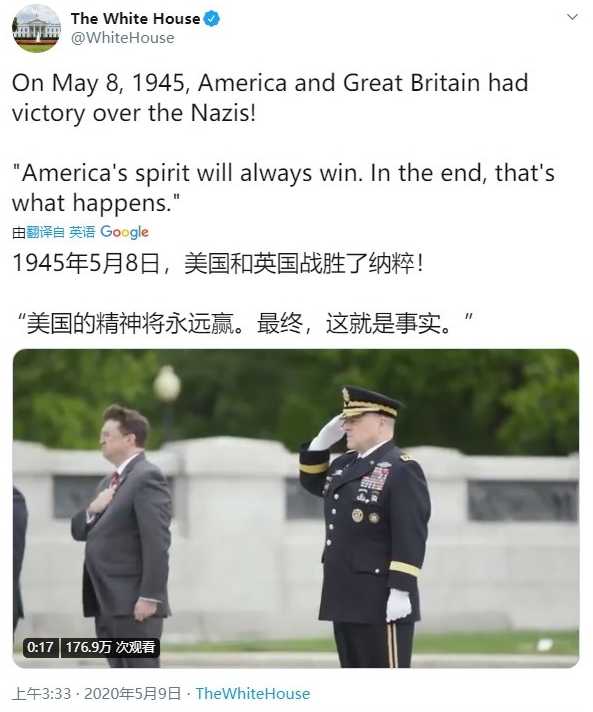 The White House
@WhiteHouse
On May 8, 1945, America and Great Britain had
victory over the Nazis!
"America's spirit will always win. In the end, that's
what happens."
由翻译自 英语 Google
1945年5月8日，美国和英国战胜了纳粹！
“美国的精神将永远赢。最终，这就是事实。”
0:17 176.9万 次观看
上午3:33 · 2020年5月9日 · TheWhiteHouse